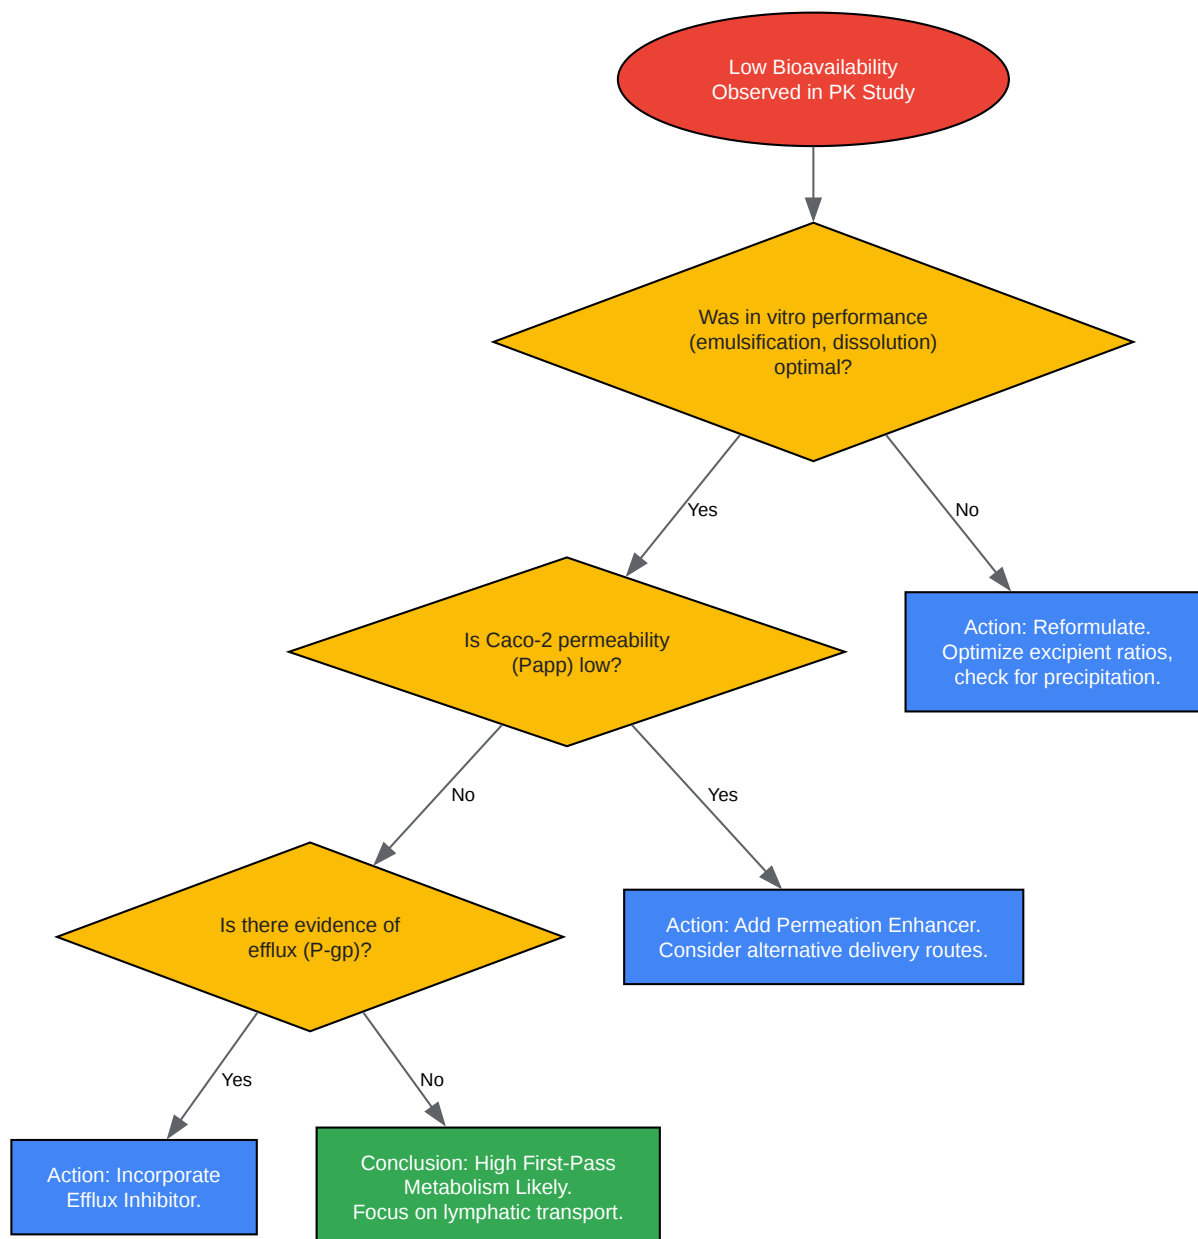 Low Bioavailability
Observed in PK Study
Was in vitro performance
(emulsification, dissolution)
optimal?
Yes
No
Is Caco-2 permeability
(Papp) low?
Action: Reformulate.
Optimize excipient ratios,
check for precipitation.
No
Yes
Is there evidence of
efflux (P-gp)?
Action: Add Permeation Enhancer.
Consider alternative delivery routes.
Yes
No
Action: Incorporate
Efflux Inhibitor.
Conclusion: High First-Pass
Metabolism Likely.
Focus on lymphatic transport.